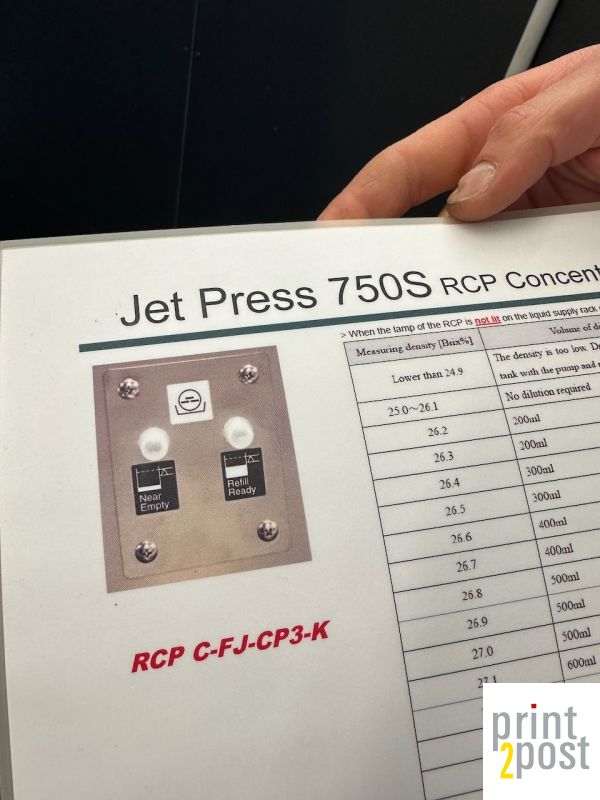 Jet Press 750S RCP
> When the lamp of the RCP is not lit on the liquid supply rack
Measuring density [Brix%] Volume of
Lower than 24.9 The density is too low.
tank with the pump and
25.0～26.1 No dilution required
26.2 200ml
26.3 200ml
26.4 300ml
26.5 300ml
26.6 400ml
26.7 400ml
26.8 500ml
26.9 500ml
27.0 500ml
27.1 600ml
Near
Empty
Refill
Ready
RCP C-FJ-CP3-K
print
2post